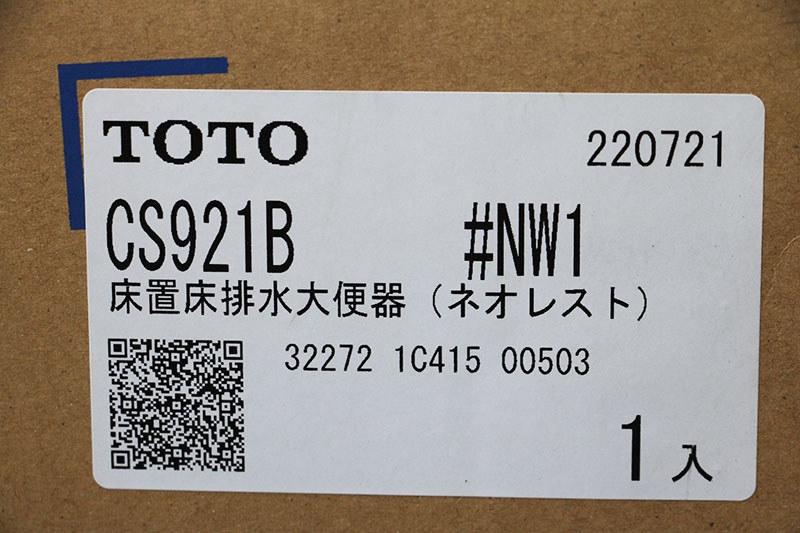 TOTO 220721
CS921B #NW1
床置床排水大便器（ネオレスト）
32272 1C415 00503
1入